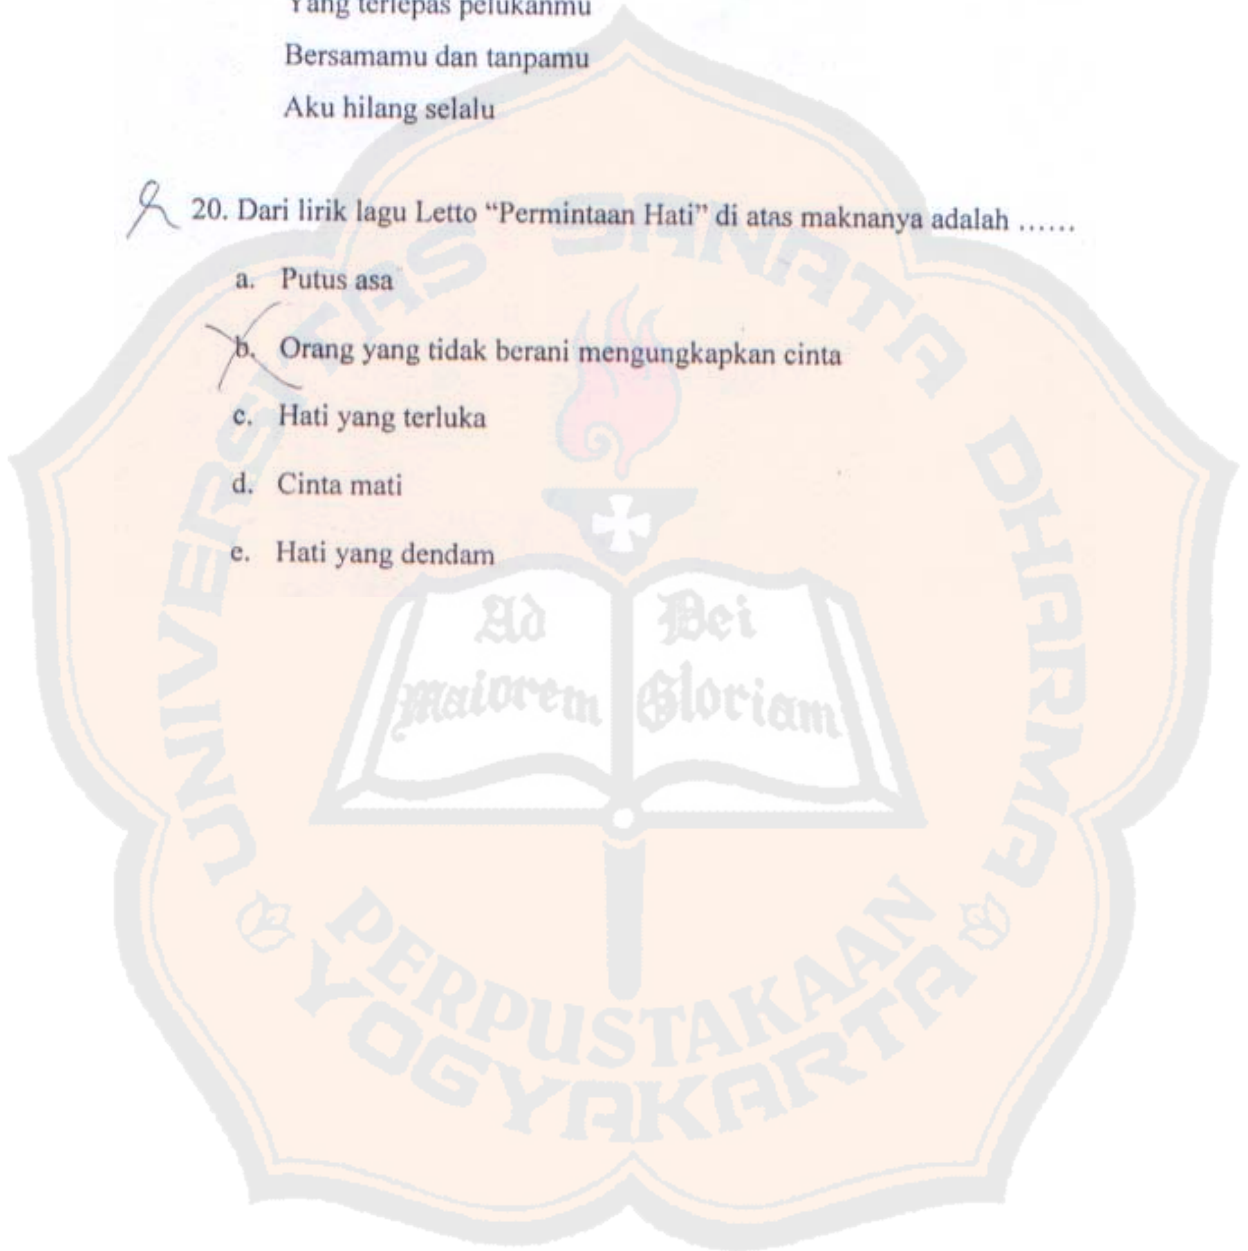 Yang terlepas pelukanmu
Bersamamu dan tanpamu
Aku hilang selalu
20. Dari lirik lagu Letto “Permintaan Hati” di atas maknanya adalah ......
a. Putus asa
b. Orang yang tidak berani mengungkapkan cinta
c. Hati yang terluka
d. Cinta mati
e. Hati yang dendam
UNIVERSITAS SANATA DHARMA
Ad Dei
Maiorem Gloriam
PERPUSTAKAAN
YOGYAKARTA